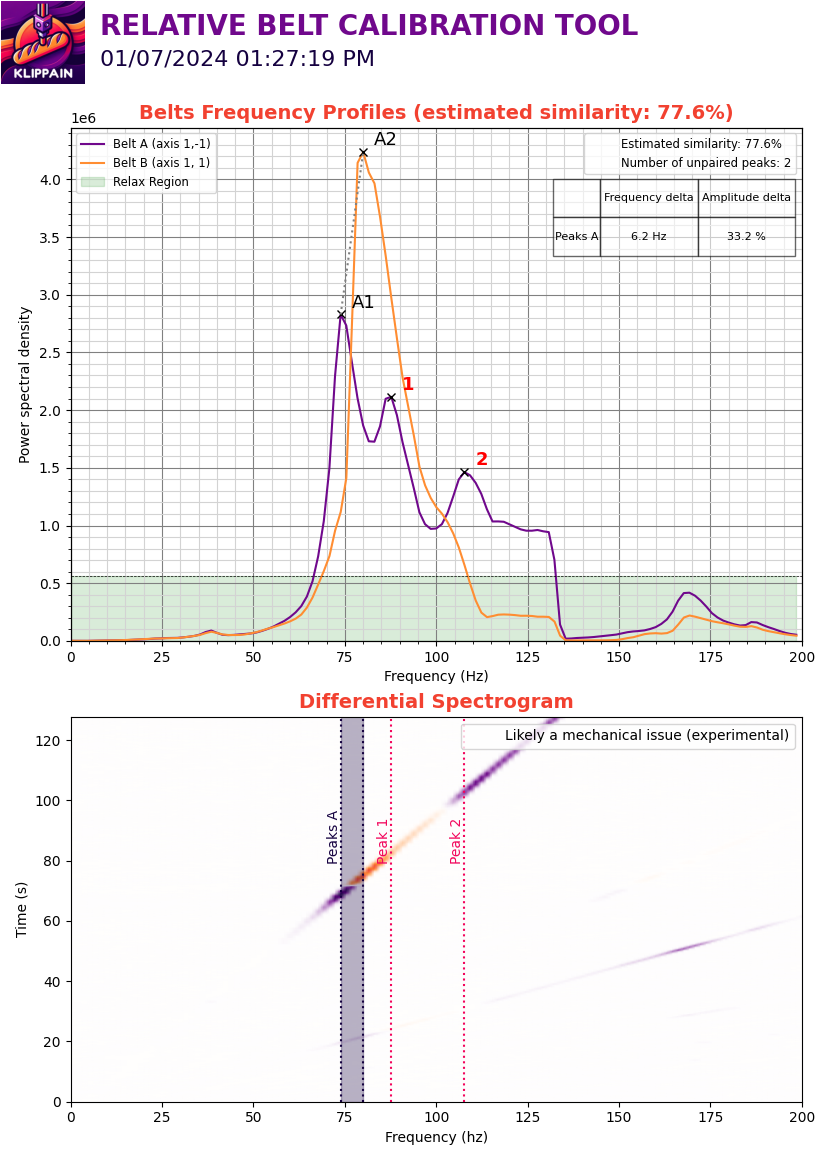 KLIPPAIN
RELATIVE BELT CALIBRATION TOOL
01/07/2024 01:27:19 PM
Belts Frequency Profiles (estimated similarity: 77.6%)
1e6
Belt A (axis 1,-1)
Belt B (axis 1, 1)
Relax Region
Estimated similarity: 77.6%
Number of unpaired peaks: 2
Frequency delta Amplitude delta
Peaks A 6.2 Hz 33.2 %
A2
A1
1
2
4.0
3.5
3.0
2.5
2.0
1.5
1.0
0.5
0.0
Power spectral density
0 25 50 75 100 125 150 175 200
Frequency (Hz)
Differential Spectrogram
Likely a mechanical issue (experimental)
Peaks A
Peak 1
Peak 2
120
100
80
60
40
20
0
Time (s)
0 25 50 75 100 125 150 175 200
Frequency (hz)